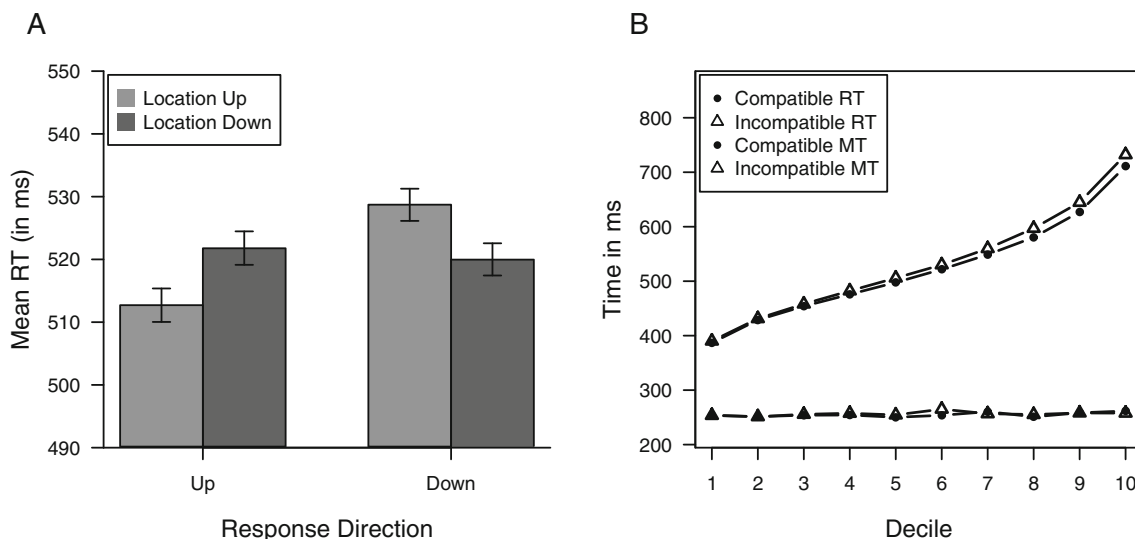 A
Mean RT (in ms)
550
540
530
520
510
500
490
Location Up
Location Down
Up
Down
Response Direction
B
Time in ms
800
700
600
500
400
300
200
Compatible RT
Incompatible RT
Compatible MT
Incompatible MT
1 2 3 4 5 6 7 8 9 10
Decile